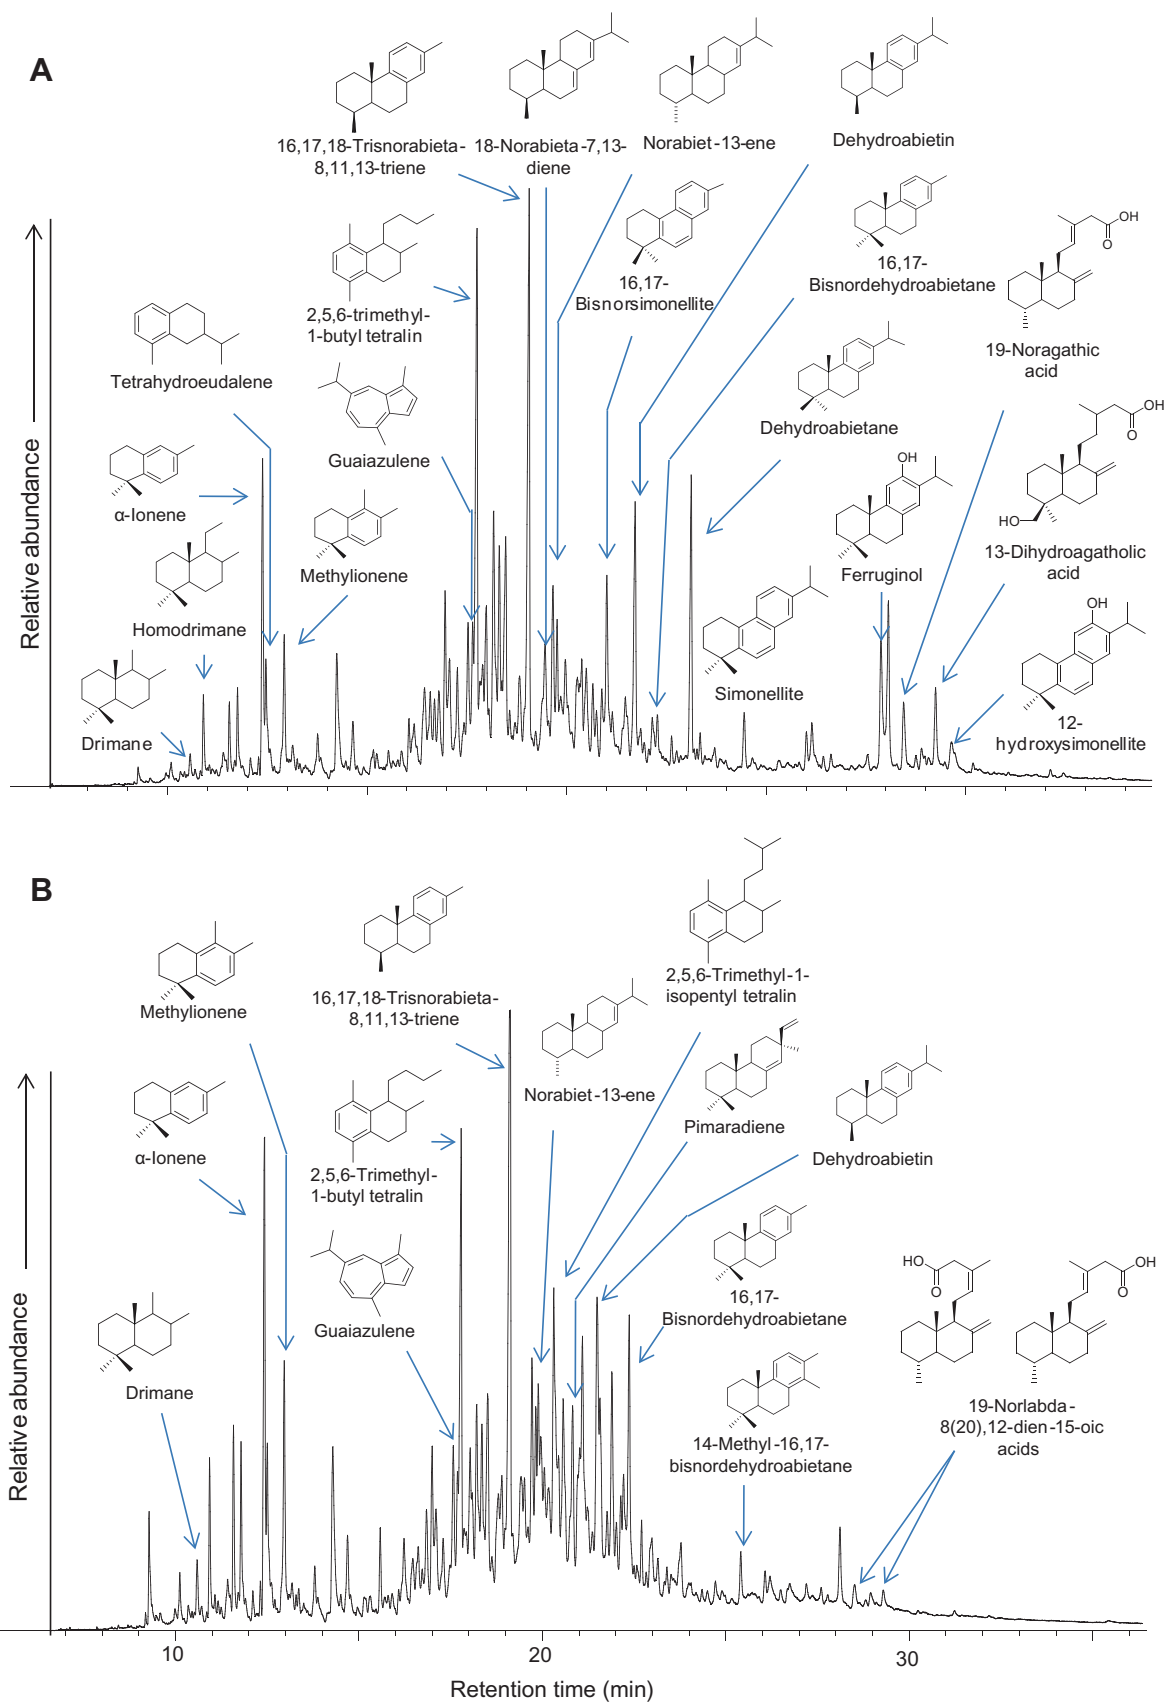 A
16,17,18-Trisnorabieta-
8,11,13-triene
18-Norabieta-7,13-
diene
Norabiet-13-ene
Dehydroabietin
OH
O
2,5,6-trimethyl-
1-butyl tetralin
16,17-
Bisnorsimonellite
16,17-
Bisnordehydroabietane
19-Noragathic
acid
Tetrahydroeudalene
Guaiazulene
Dehydroabietane
OH
O
HO
13-Dihydroagatholic
acid
α-Ionene
Methylionene
OH
Ferruginol
Homodrimane
Simonellite
OH
12-
hydroxysimonellite
Drimane
Relative abundance
B
Methylionene
16,17,18-Trisnorabieta-
8,11,13-triene
2,5,6-Trimethyl-1-
isopentyl tetralin
Norabiet-13-ene
Pimaradiene
Dehydroabietin
α-Ionene
2,5,6-Trimethyl-
1-butyl tetralin
Guaiazulene
16,17-
Bisnordehydroabietane
HO
O
OH
O
Drimane
14-Methyl-16,17-
bisnordehydroabietane
19-Norlabda-
8(20),12-dien-15-oic
acids
Relative abundance
10
20
30
Retention time (min)